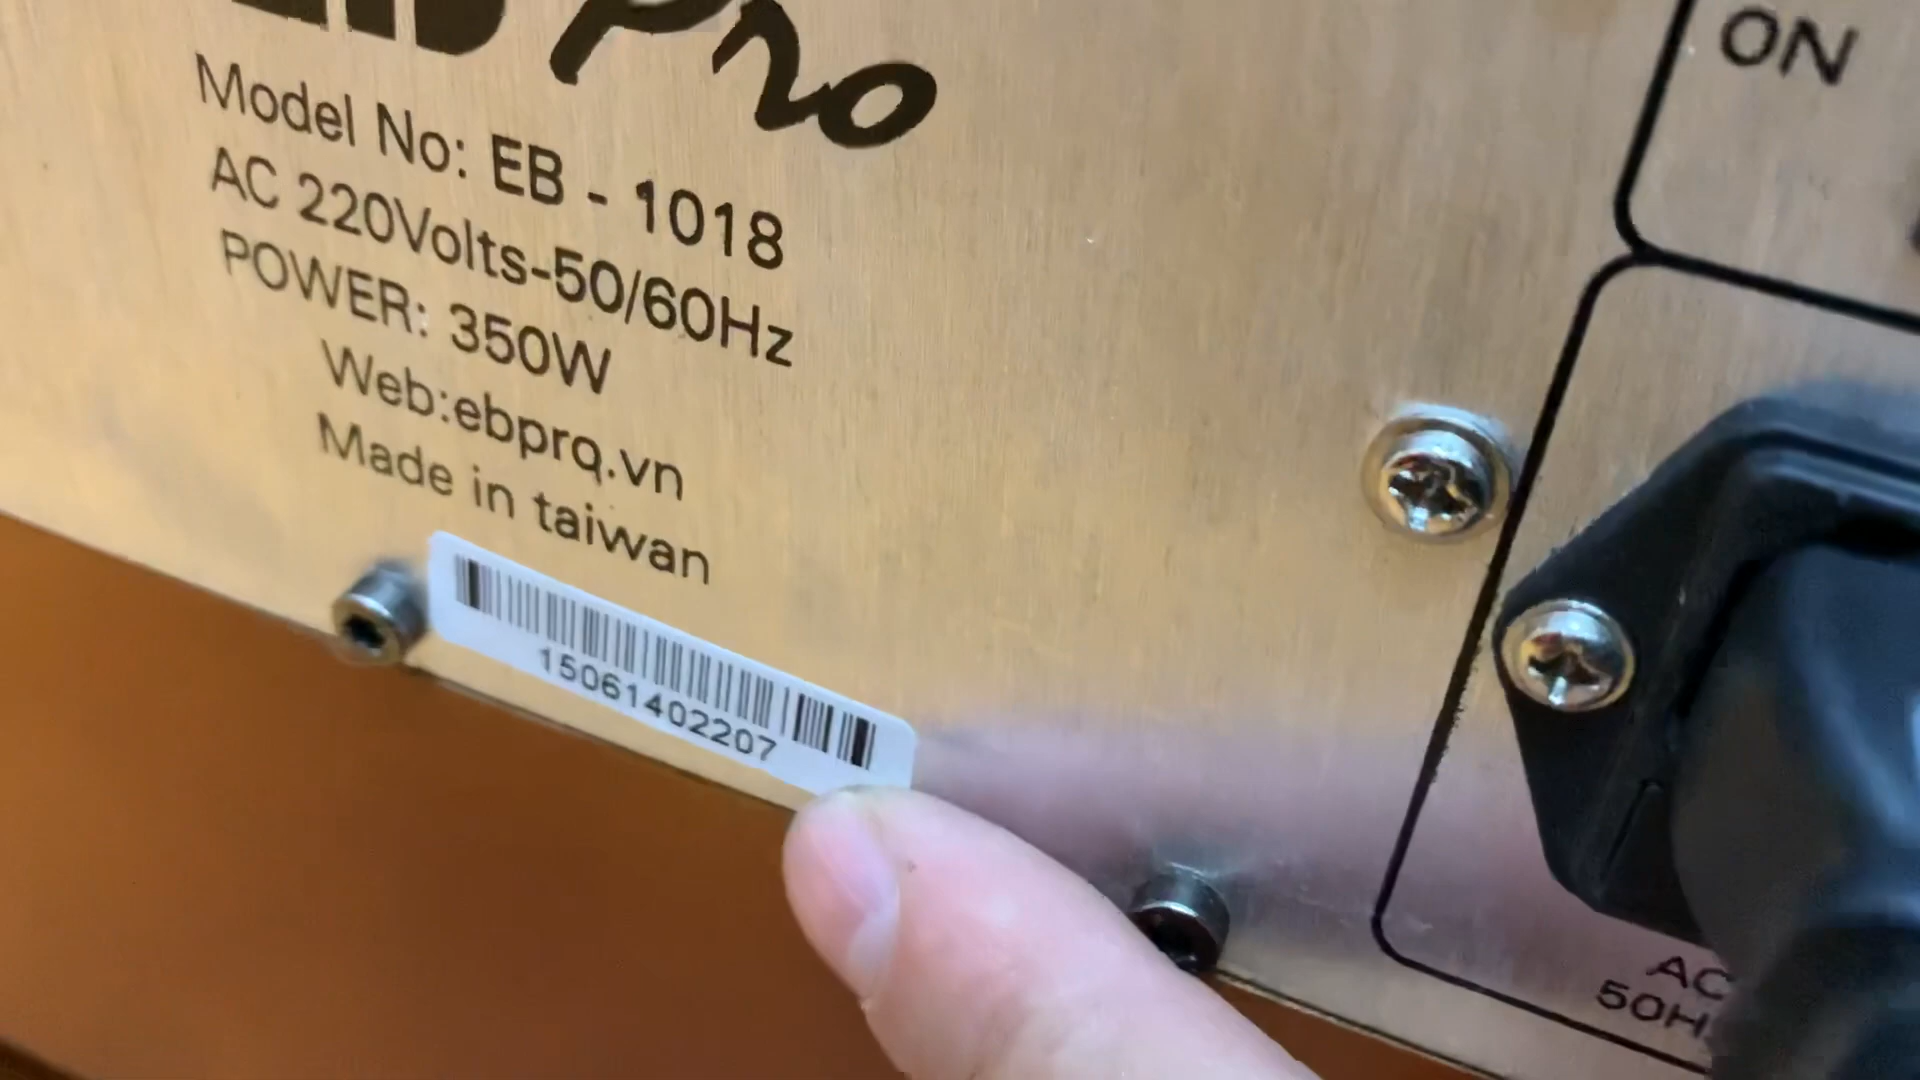 Pro
Model No: EB - 1018
AC 220Volts-50/60Hz
POWER: 350W
Web:ebprq.vn
Made in taiwan
15061402207
ON
AC
50H